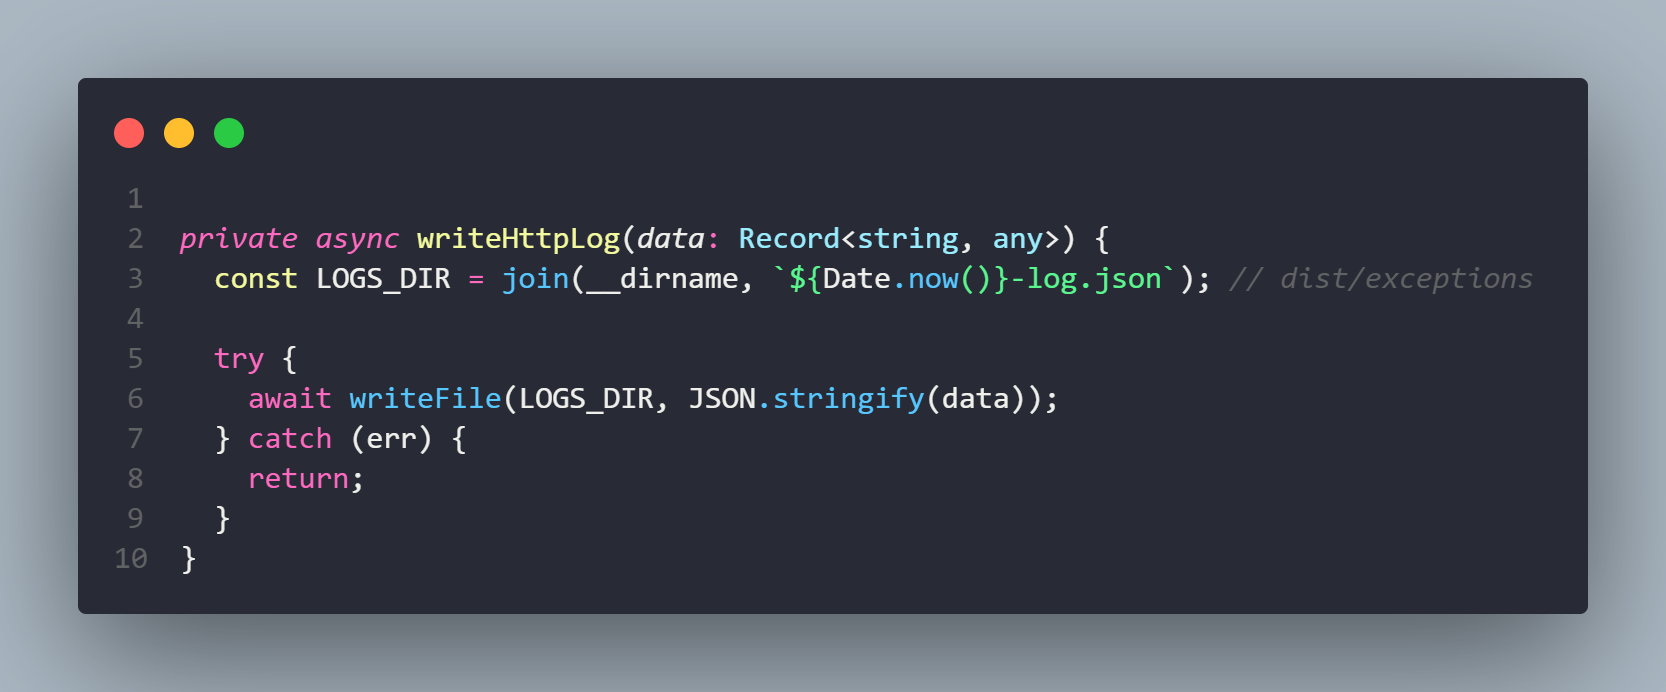 1
2 private async writeHttpLog(data: Record<string, any>) {
3   const LOGS_DIR = join(__dirname, `${Date.now()}-log.json`); // dist/exceptions
4
5   try {
6     await writeFile(LOGS_DIR, JSON.stringify(data));
7   } catch (err) {
8     return;
9   }
10 }